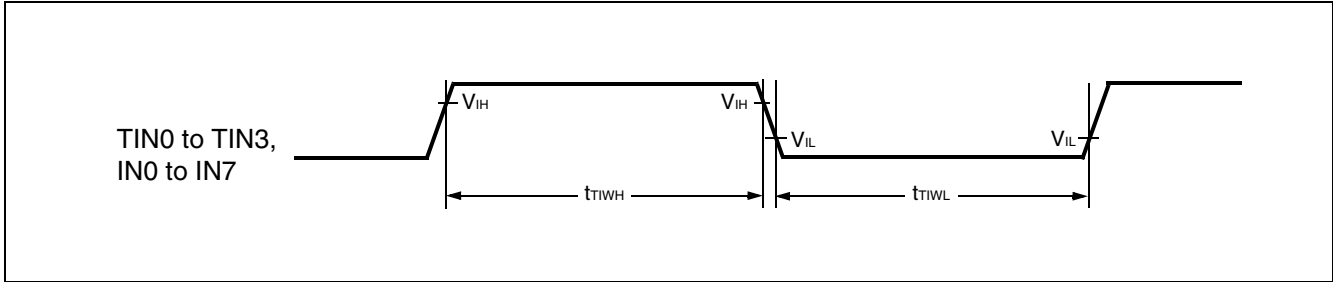 TIN0 to TIN3,
IN0 to IN7
VIH
VIH
VIL
VIL
tTIWH
tTIWL